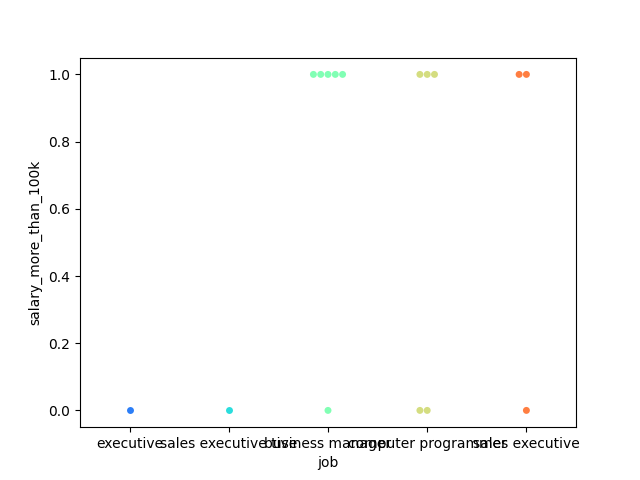 1.0
0.8
0.6
0.4
0.2
0.0
salary_more_than_100k
executive
sales executive
business manager
computer programmer
sales executive
job